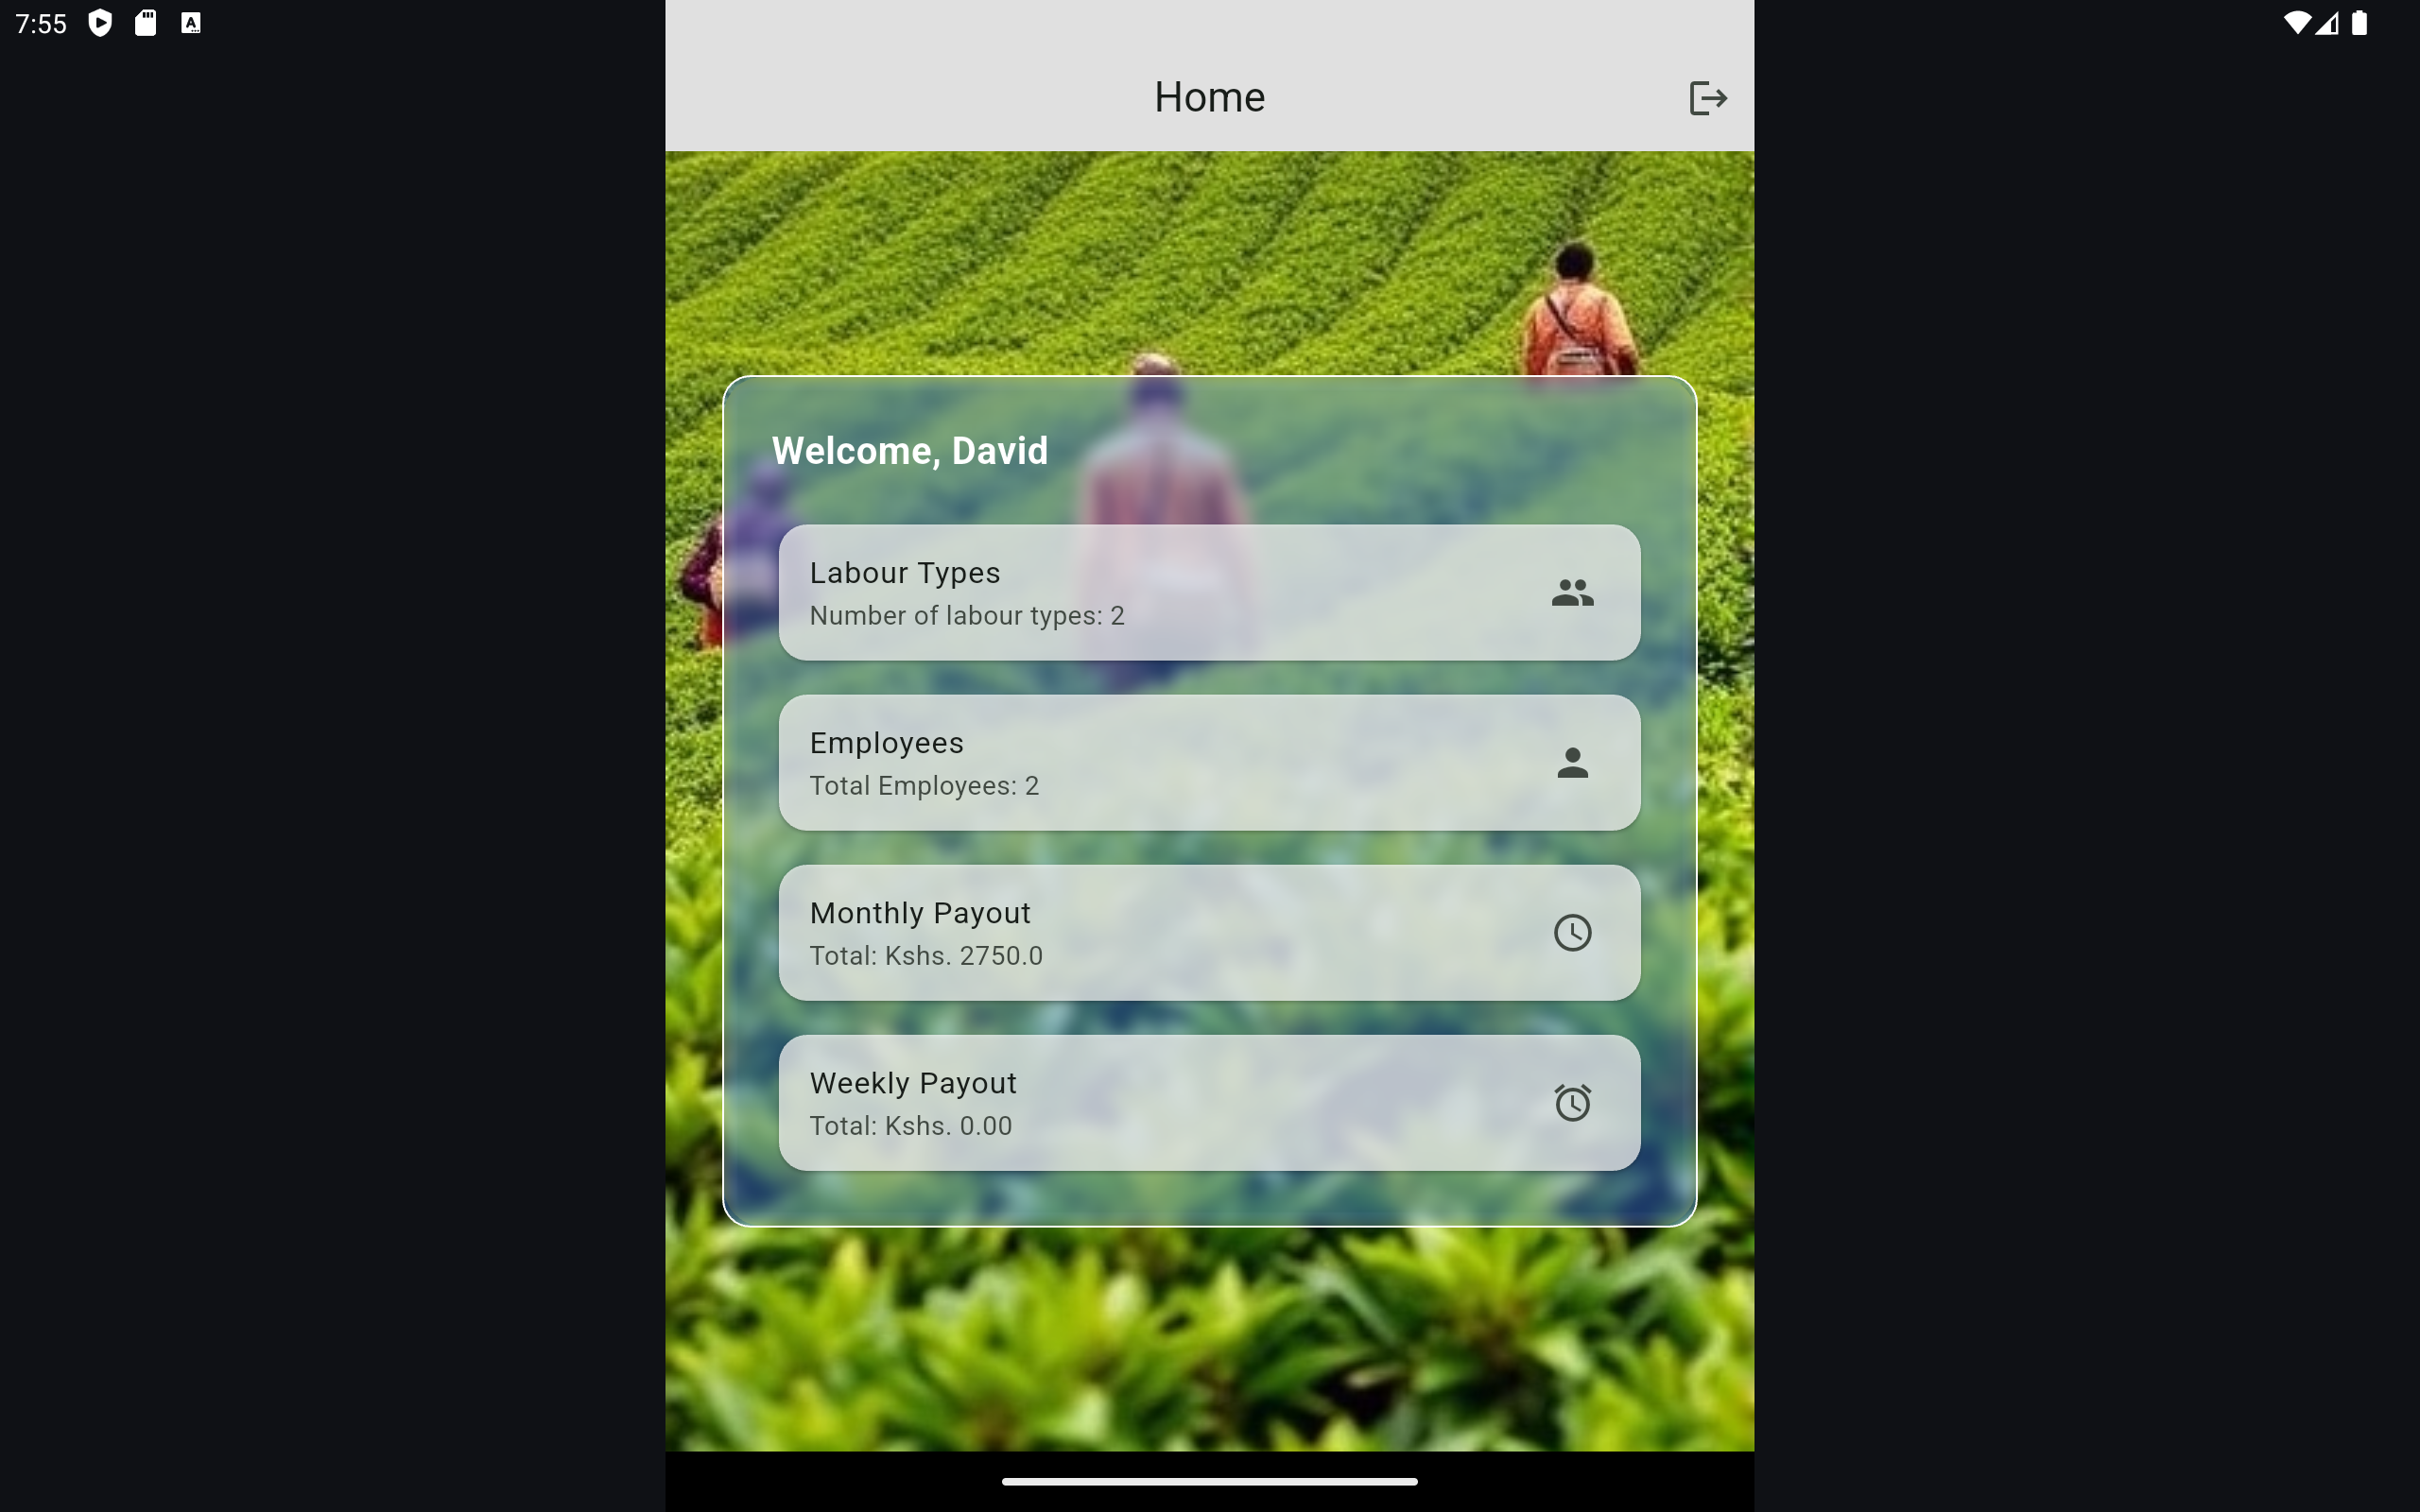 7:55
Home
Welcome, David
Labour Types
Number of labour types: 2
Employees
Total Employees: 2
Monthly Payout
Total: Kshs. 2750.0
Weekly Payout
Total: Kshs. 0.00